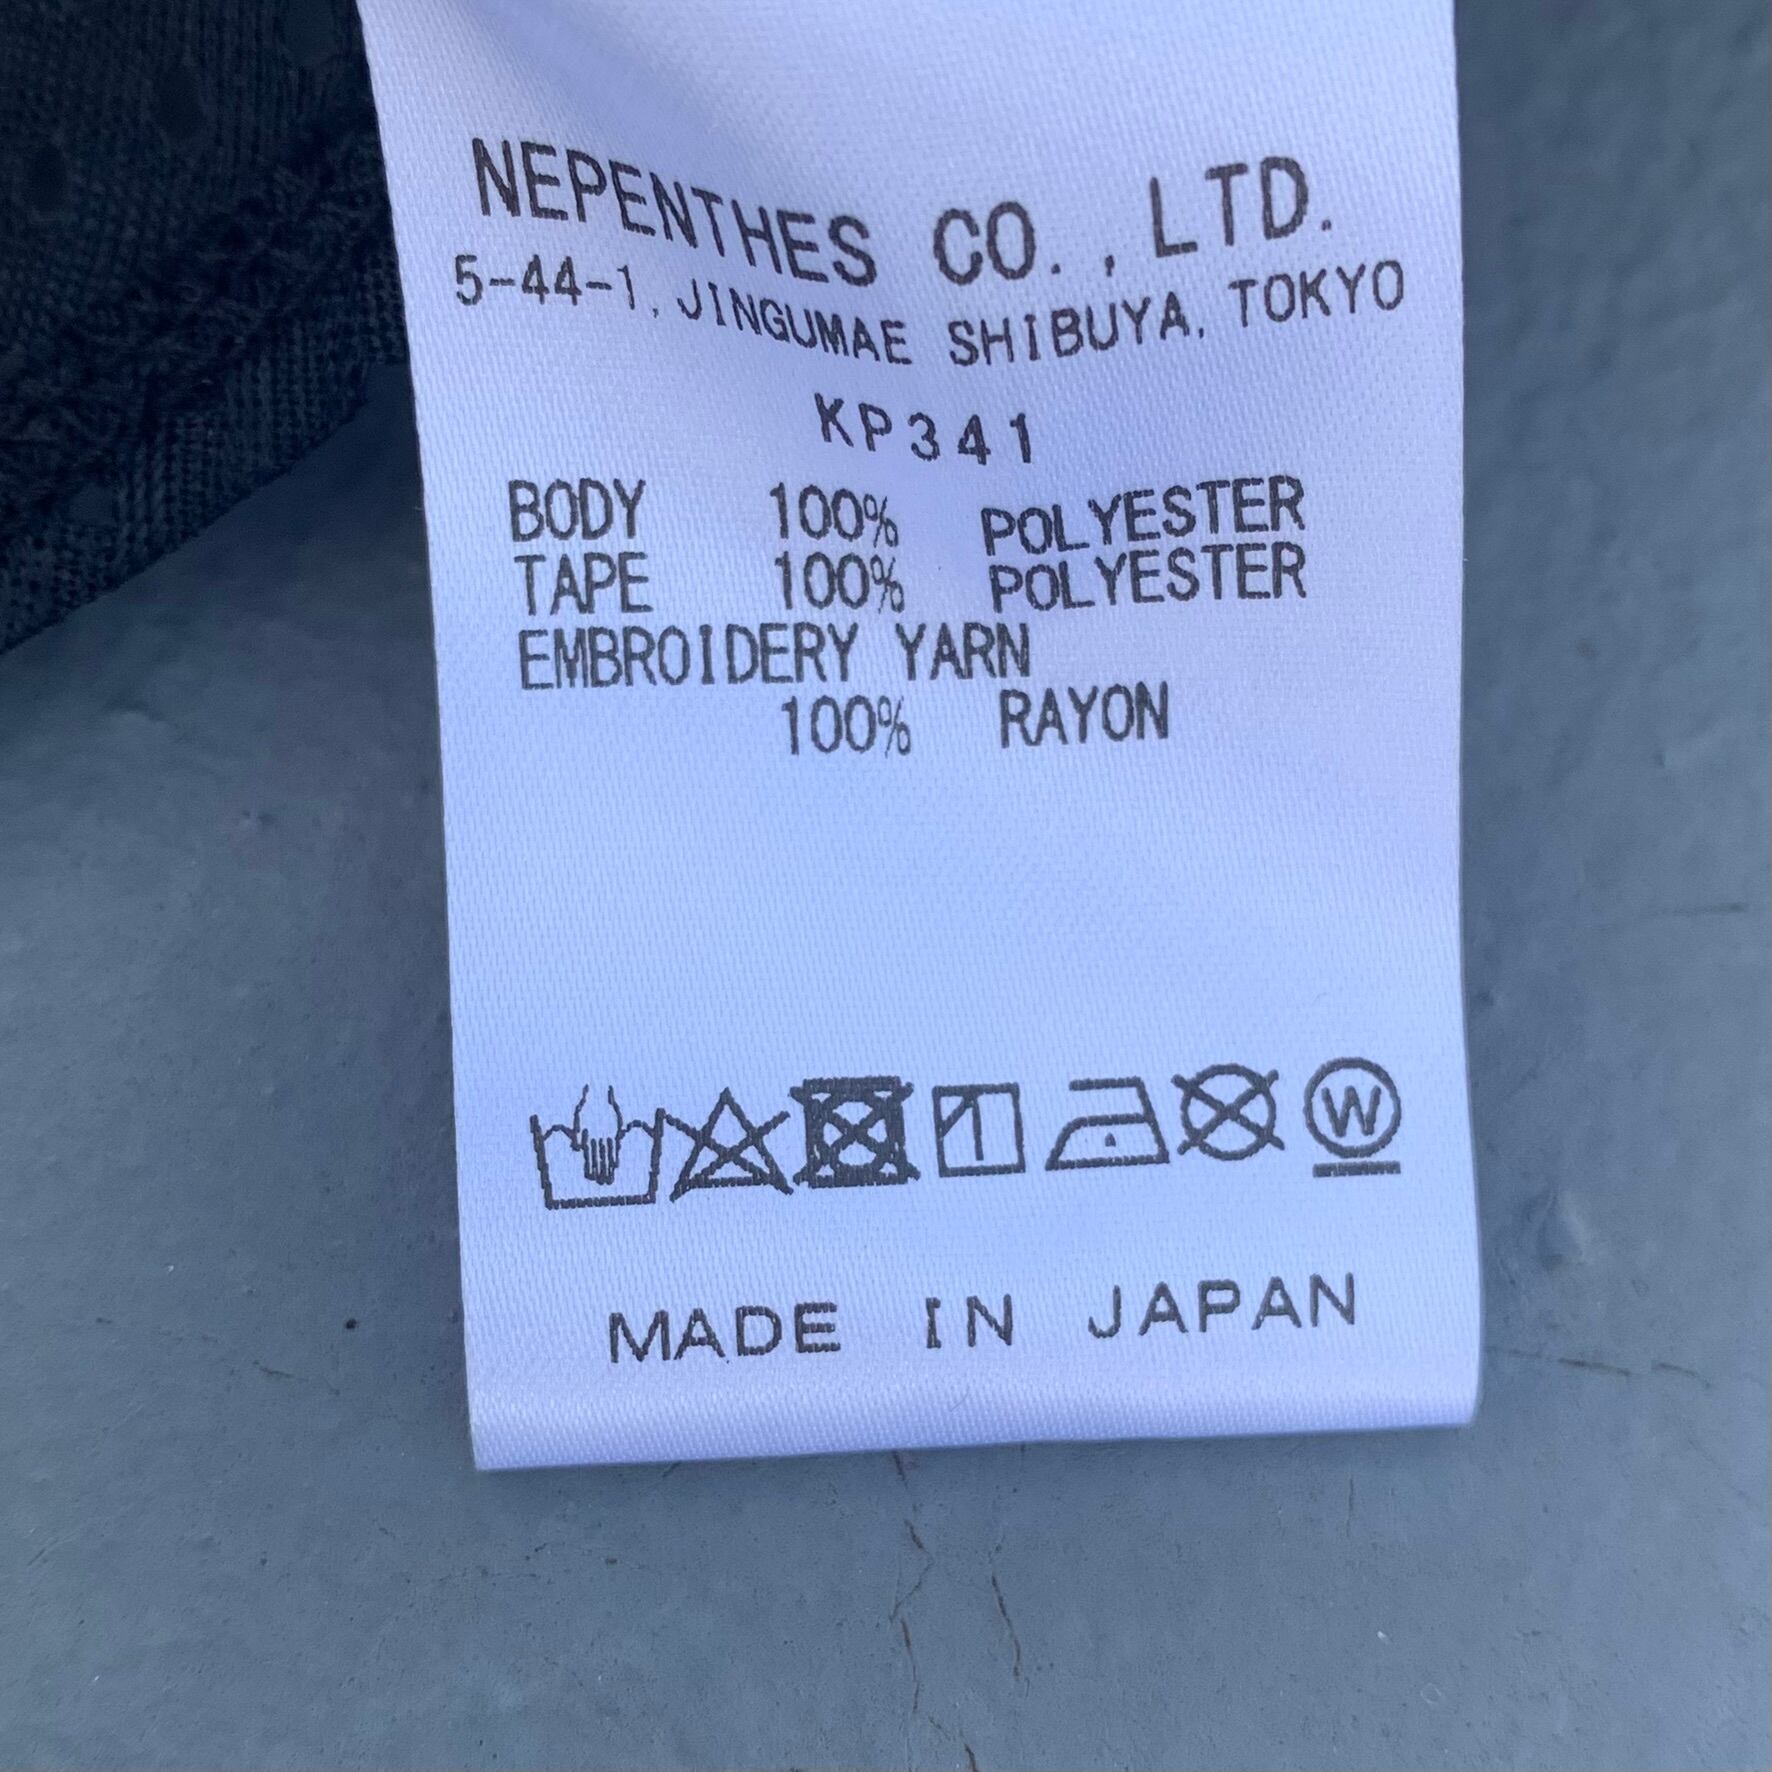 NEPENTHES CO., LTD.
5-44-1, JINGUMAE SHIBUYA, TOKYO
KP341
BODY 100% POLYESTER
TAPE 100% POLYESTER
EMBROIDERY YARN
100% RAYON
W
MADE IN JAPAN